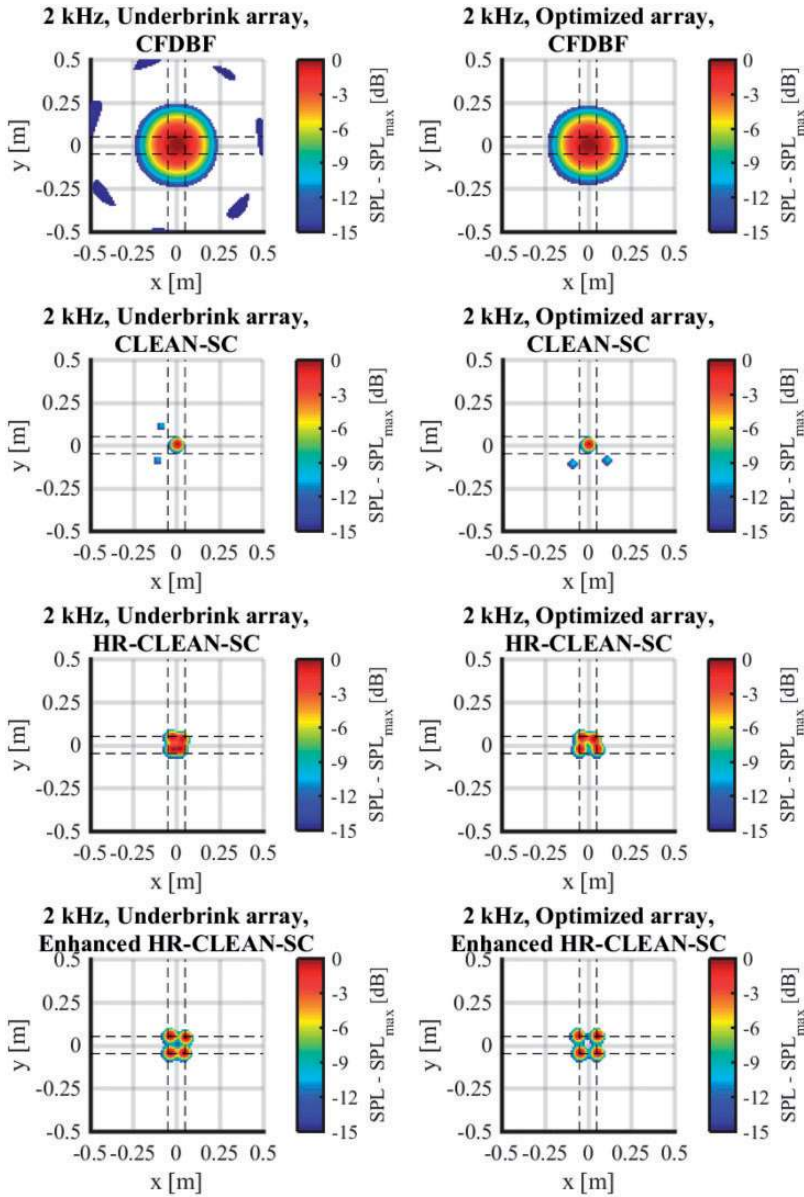 2 kHz, Underbrink array,
CFDBF
0.5
0.25
0
-0.25
-0.5
y [m]
-0.5 -0.25 0 0.25 0.5
x [m]
0
-3
-6
-9
-12
-15
SPL - SPLmax [dB]
2 kHz, Optimized array,
CFDBF
0.5
0.25
0
-0.25
-0.5
y [m]
-0.5 -0.25 0 0.25 0.5
x [m]
0
-3
-6
-9
-12
-15
SPL - SPLmax [dB]
2 kHz, Underbrink array,
CLEAN-SC
0.5
0.25
0
-0.25
-0.5
y [m]
-0.5 -0.25 0 0.25 0.5
x [m]
0
-3
-6
-9
-12
-15
SPL - SPLmax [dB]
2 kHz, Optimized array,
CLEAN-SC
0.5
0.25
0
-0.25
-0.5
y [m]
-0.5 -0.25 0 0.25 0.5
x [m]
0
-3
-6
-9
-12
-15
SPL - SPLmax [dB]
2 kHz, Underbrink array,
HR-CLEAN-SC
0.5
0.25
0
-0.25
-0.5
y [m]
-0.5 -0.25 0 0.25 0.5
x [m]
0
-3
-6
-9
-12
-15
SPL - SPLmax [dB]
2 kHz, Optimized array,
HR-CLEAN-SC
0.5
0.25
0
-0.25
-0.5
y [m]
-0.5 -0.25 0 0.25 0.5
x [m]
0
-3
-6
-9
-12
-15
SPL - SPLmax [dB]
2 kHz, Underbrink array,
Enhanced HR-CLEAN-SC
0.5
0.25
0
-0.25
-0.5
y [m]
-0.5 -0.25 0 0.25 0.5
x [m]
0
-3
-6
-9
-12
-15
SPL - SPLmax [dB]
2 kHz, Optimized array,
Enhanced HR-CLEAN-SC
0.5
0.25
0
-0.25
-0.5
y [m]
-0.5 -0.25 0 0.25 0.5
x [m]
0
-3
-6
-9
-12
-15
SPL - SPLmax [dB]